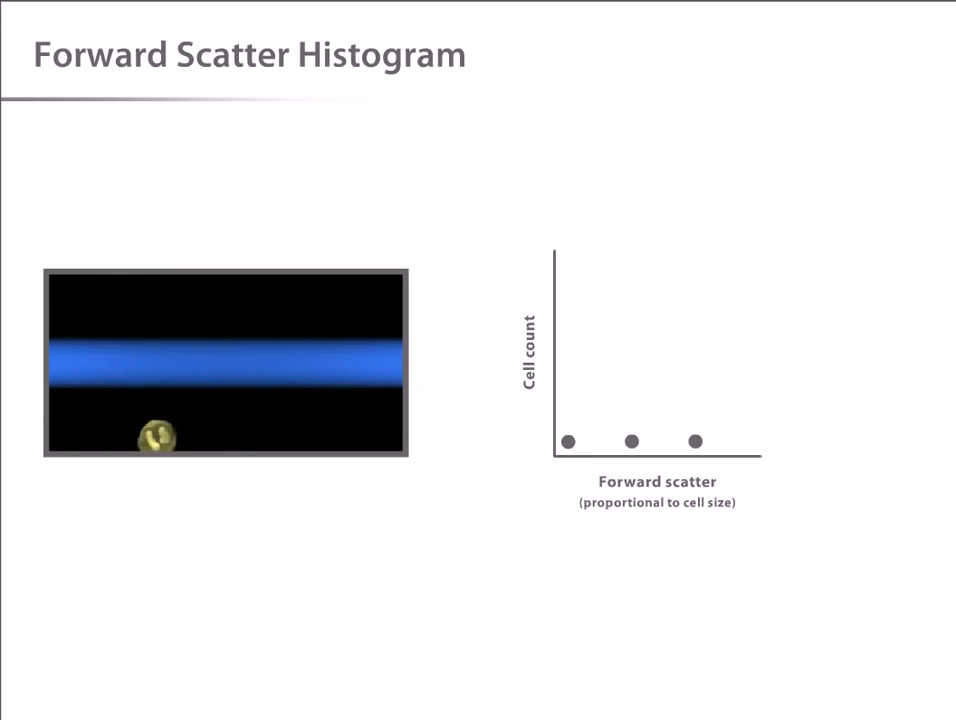 Forward Scatter Histogram
Cell count
Forward scatter
(proportional to cell size)